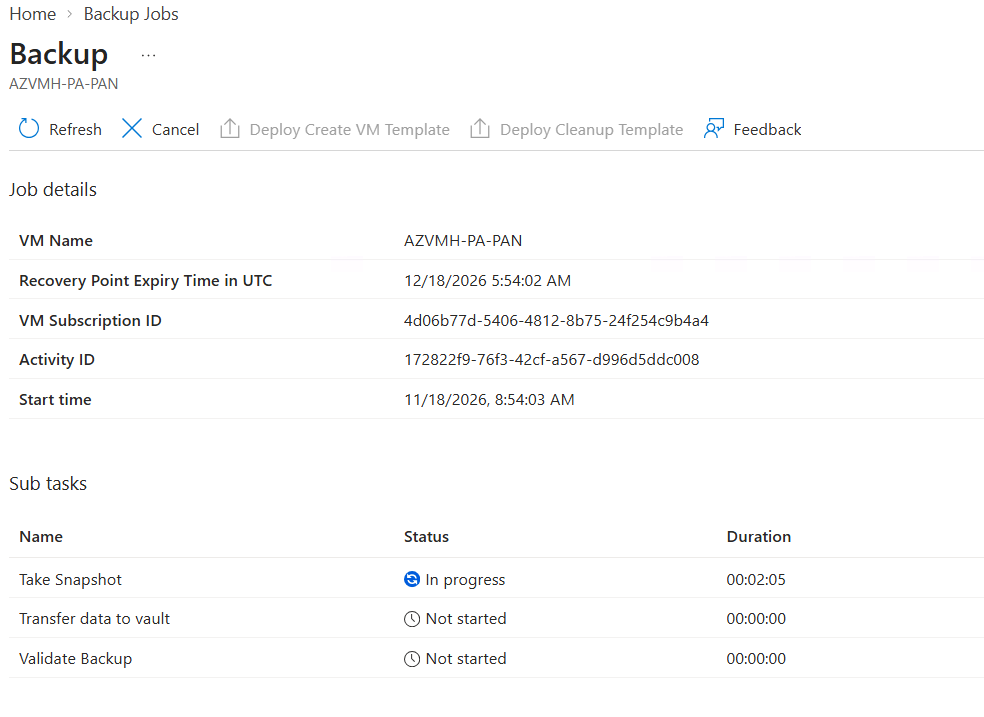 Home > Backup Jobs
Backup ...
AZVMH-PA-PAN
Refresh Cancel Deploy Create VM Template Deploy Cleanup Template Feedback
Job details
VM Name AZVMH-PA-PAN
Recovery Point Expiry Time in UTC 12/18/2026 5:54:02 AM
VM Subscription ID 4d06b77d-5406-4812-8b75-24f254c9b4a4
Activity ID 172822f9-76f3-42cf-a567-d996d5ddc008
Start time 11/18/2026, 8:54:03 AM
Sub tasks
Name Status Duration
Take Snapshot In progress 00:02:05
Transfer data to vault Not started 00:00:00
Validate Backup Not started 00:00:00